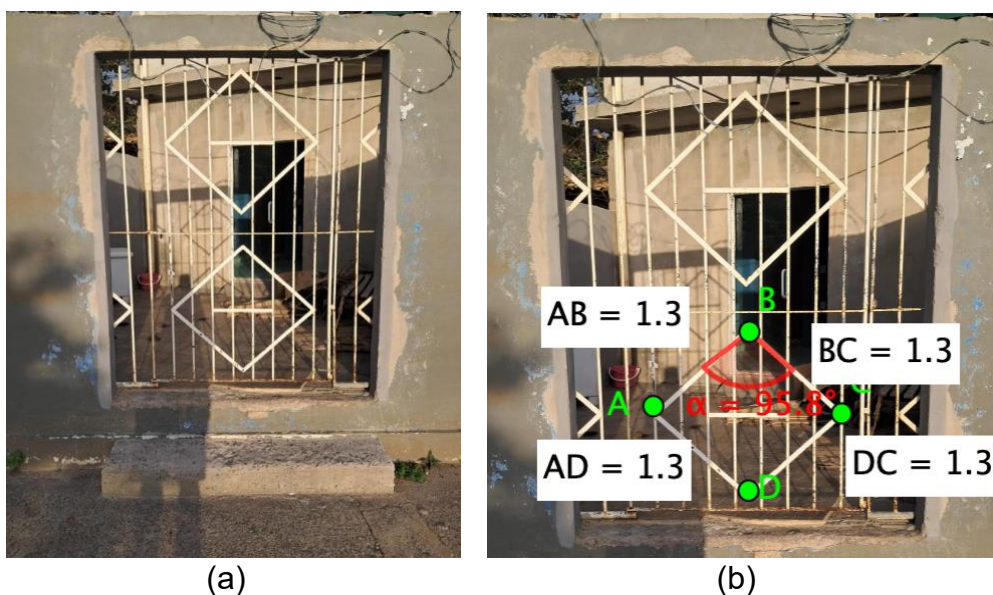 B
AB = 1.3
BC = 1.3
A
α = 95.8°
C
AD = 1.3
DC = 1.3
D
(a)
(b)